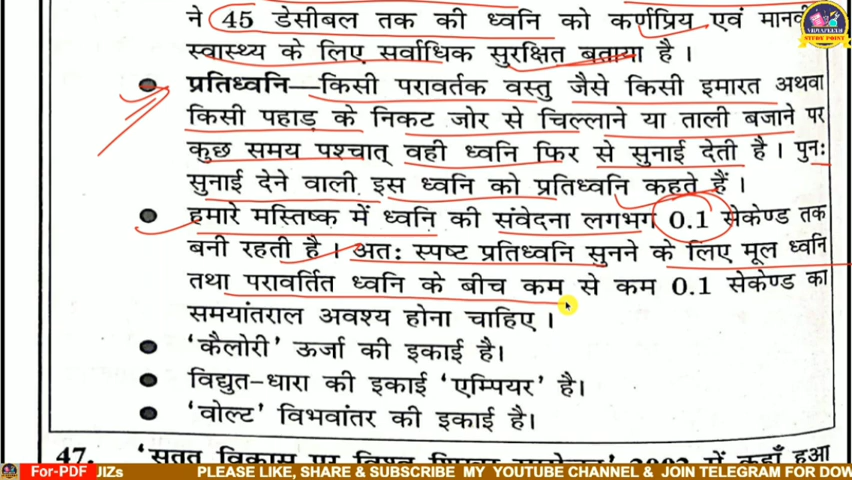 ने 45 डेसीबल तक की ध्वनि को कर्णप्रिय एवं
स्वास्थ्य के लिए सर्वाधिक सुरक्षित बताया है।
प्रतिध्वनि—किसी परावर्तक वस्तु जैसे किसी इमारत अथवा
किसी पहाड़ के निकट जोर से चिल्लाने या ताली बजाने पर
कुछ समय पश्चात् वही ध्वनि फिर से सुनाई देती है। पुनः
सुनाई देने वाली इस ध्वनि को प्रतिध्वनि कहते हैं।
हमारे मस्तिष्क में ध्वनि की संवेदना लगभग 0.1 सेकेण्ड तक
बनी रहती है। अतः स्पष्ट प्रतिध्वनि सुनने के लिए मूल ध्वनि
तथा परावर्तित ध्वनि के बीच कम से कम 0.1 सेकेण्ड का
समयांतराल अवश्य होना चाहिए।
'कैलोरी' ऊर्जा की इकाई है।
विद्युत-धारा की इकाई 'एम्पियर' है।
'वोल्ट' विभवांतर की इकाई है।
47. 'सतत विकास पर विश्व 2002 में कहाँ हुआ
For-PDF JIZs PLEASE LIKE, SHARE & SUBSCRIBE MY YOUTUBE CHANNEL & JOIN TELEGRAM FOR DOW
STUDY POINT